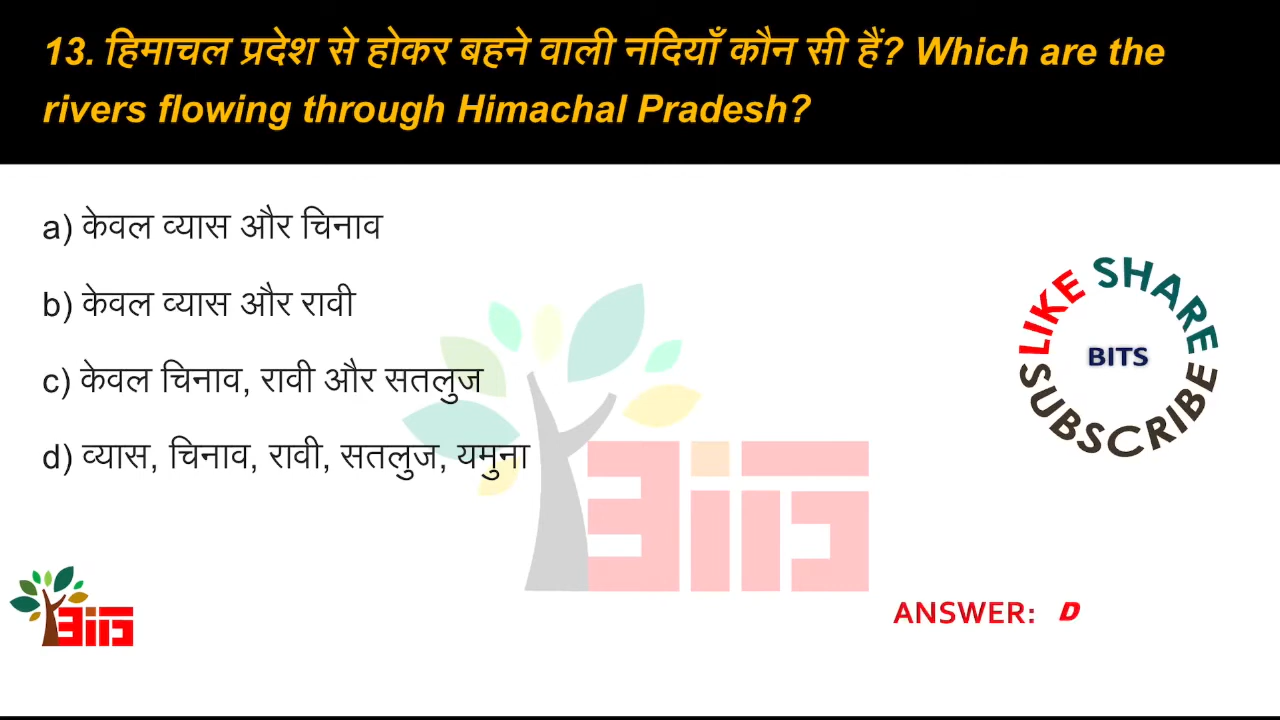 13. हिमाचल प्रदेश से होकर बहने वाली नदियाँ कौन सी हैं? Which are the
rivers flowing through Himachal Pradesh?
a) केवल व्यास और चिनाव
b) केवल व्यास और रावी
c) केवल चिनाव, रावी और सतलुज
d) व्यास, चिनाव, रावी, सतलुज, यमुना
LIKE SHARE
BITS
SUBSCRIBE
ANSWER: D